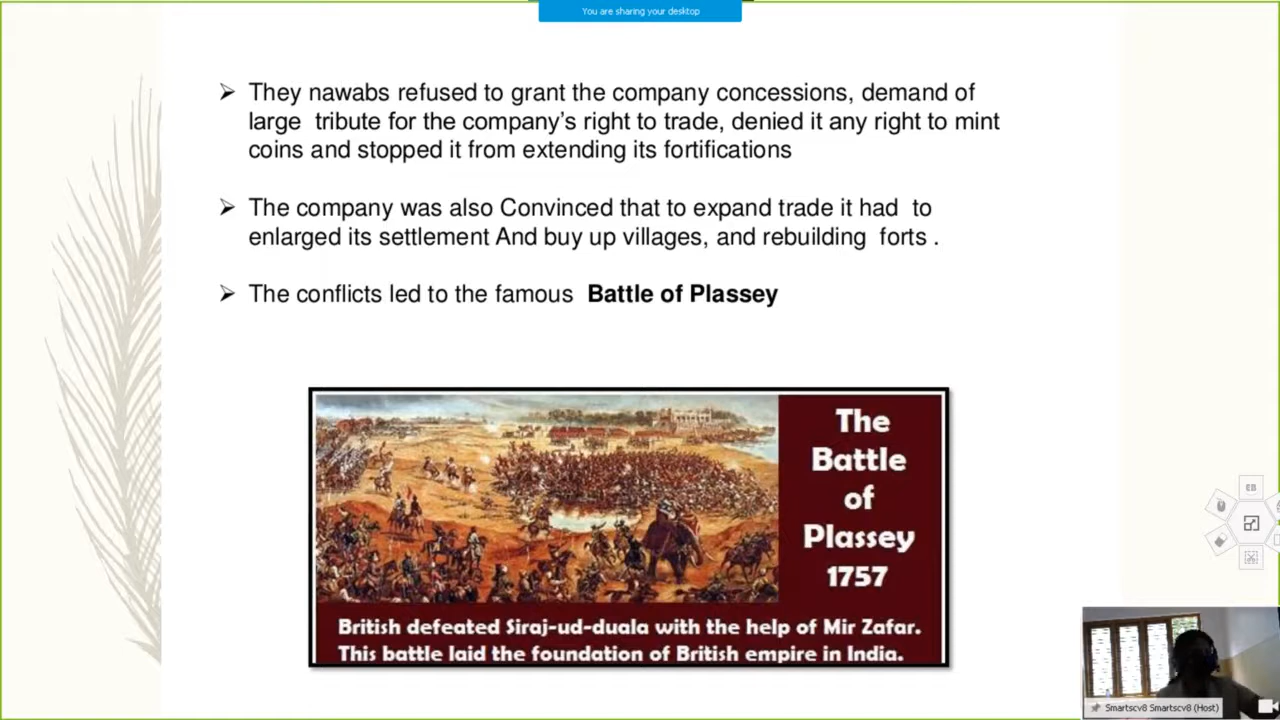 You are sharing your desktop
They nawabs refused to grant the company concessions, demand of
large tribute for the company’s right to trade, denied it any right to mint
coins and stopped it from extending its fortifications
The company was also Convinced that to expand trade it had to
enlarged its settlement And buy up villages, and rebuilding forts .
The conflicts led to the famous Battle of Plassey
The
Battle
of
Plassey
1757
British defeated Siraj-ud-duala with the help of Mir Zafar.
This battle laid the foundation of British empire in India.
EB
Smartscv8 Smartscv8 (Host)